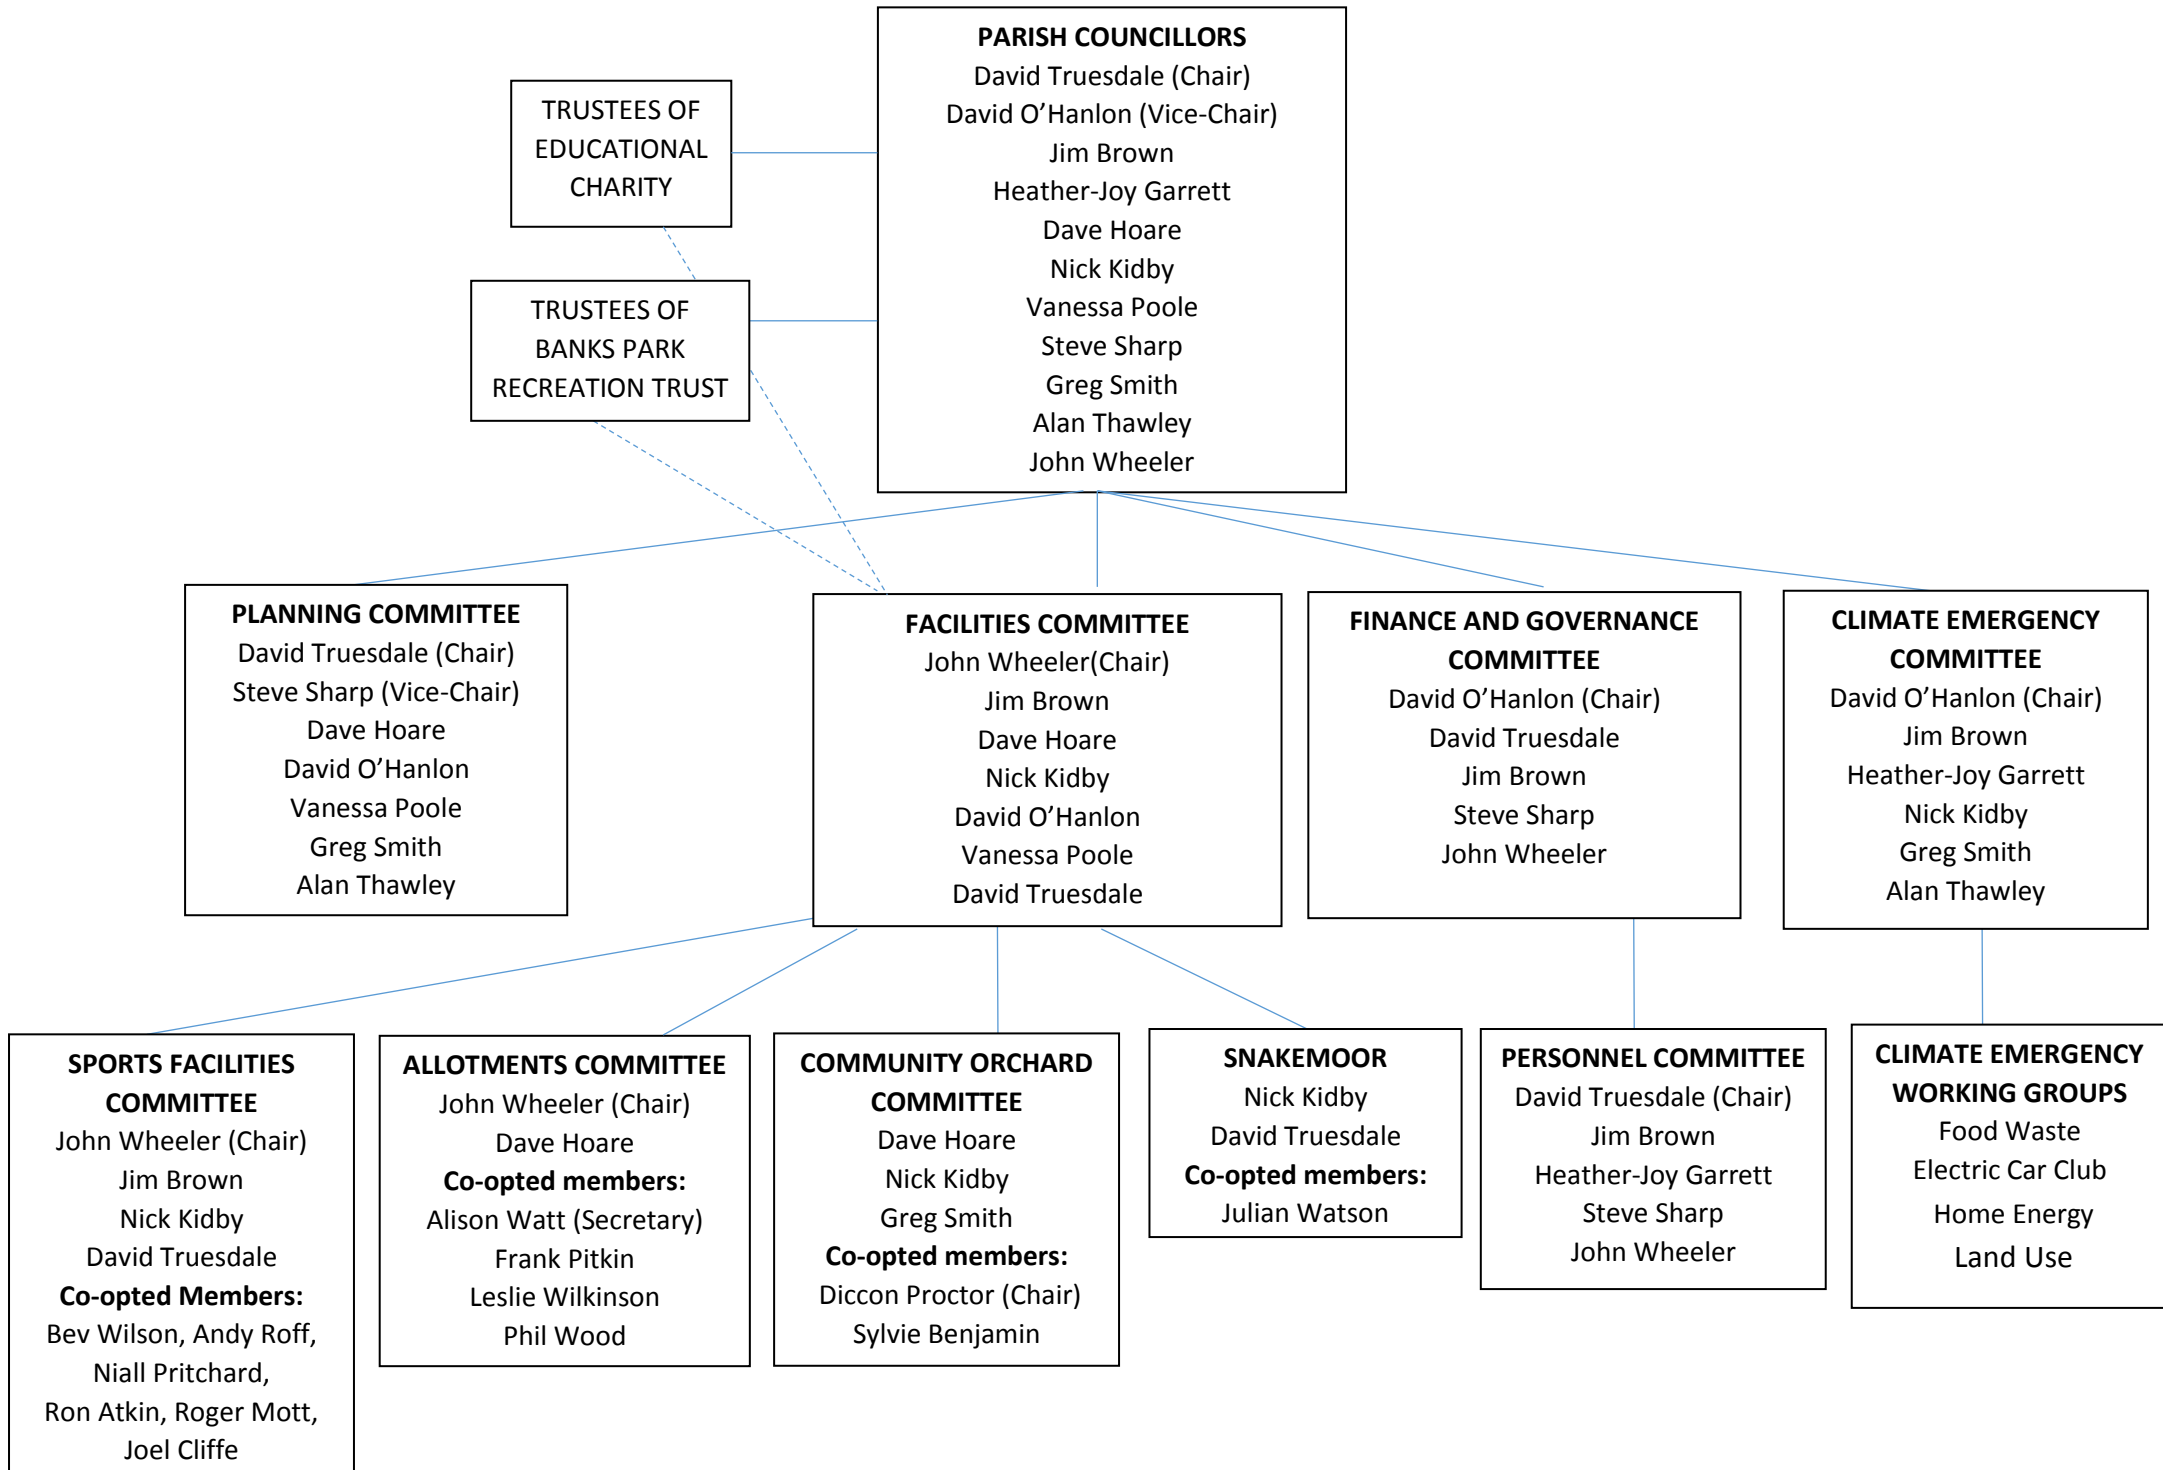 PARISH COUNCILLORS
David Truesdale (Chair)
David O’Hanlon (Vice-Chair)
Jim Brown
Heather-Joy Garrett
Dave Hoare
Nick Kidby
Vanessa Poole
Steve Sharp
Greg Smith
Alan Thawley
John Wheeler
TRUSTEES OF
EDUCATIONAL
CHARITY
TRUSTEES OF
BANKS PARK
RECREATION TRUST
PLANNING COMMITTEE
David Truesdale (Chair)
Steve Sharp (Vice-Chair)
Dave Hoare
David O’Hanlon
Vanessa Poole
Greg Smith
Alan Thawley
FACILITIES COMMITTEE
John Wheeler(Chair)
Jim Brown
Dave Hoare
Nick Kidby
David O’Hanlon
Vanessa Poole
David Truesdale
FINANCE AND GOVERNANCE
COMMITTEE
David O’Hanlon (Chair)
David Truesdale
Jim Brown
Steve Sharp
John Wheeler
CLIMATE EMERGENCY
COMMITTEE
David O’Hanlon (Chair)
Jim Brown
Heather-Joy Garrett
Nick Kidby
Greg Smith
Alan Thawley
SPORTS FACILITIES
COMMITTEE
John Wheeler (Chair)
Jim Brown
Nick Kidby
David Truesdale
Co-opted Members:
Bev Wilson, Andy Roff,
Niall Pritchard,
Ron Atkin, Roger Mott,
Joel Cliffe
ALLOTMENTS COMMITTEE
John Wheeler (Chair)
Dave Hoare
Co-opted members:
Alison Watt (Secretary)
Frank Pitkin
Leslie Wilkinson
Phil Wood
COMMUNITY ORCHARD
COMMITTEE
Dave Hoare
Nick Kidby
Greg Smith
Co-opted members:
Diccon Proctor (Chair)
Sylvie Benjamin
SNAKEMOOR
Nick Kidby
David Truesdale
Co-opted members:
Julian Watson
PERSONNEL COMMITTEE
David Truesdale (Chair)
Jim Brown
Heather-Joy Garrett
Steve Sharp
John Wheeler
CLIMATE EMERGENCY
WORKING GROUPS
Food Waste
Electric Car Club
Home Energy
Land Use